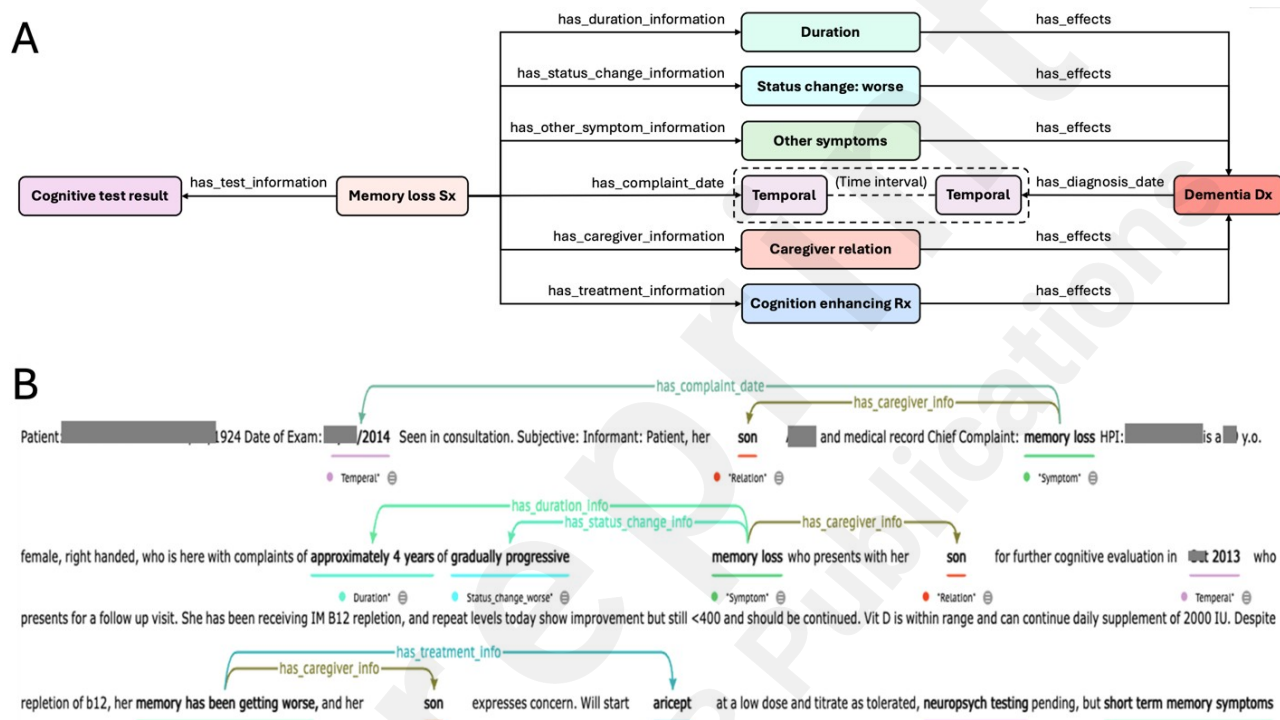 A
has_duration_information
Duration
has_effects
has_status_change_information
Status change: worse
has_effects
has_other_symptom_information
Other symptoms
has_effects
Cognitive test result
has_test_information
Memory loss Sx
has_complaint_date
Temporal
(Time interval)
Temporal
has_diagnosis_date
Dementia Dx
has_caregiver_information
Caregiver relation
has_effects
has_treatment_information
Cognition enhancing Rx
has_effects
B
has_complaint_date
has_caregiver_info
Patient: 1924 Date of Exam: /2014 Seen in consultation. Subjective: Informant: Patient, her son and medical record Chief Complaint: memory loss HPI: is a y.o.
Temporal" "Relation" "Symptom"
has_duration_info
has_status_change_info has_caregiver_info
female, right handed, who is here with complaints of approximately 4 years of gradually progressive memory loss who presents with her son for further cognitive evaluation in 2013 who
Duration" Status_change_worse" "Symptom" "Relation" Temporal"
presents for a follow up visit. She has been receiving IM B12 repletion, and repeat levels today show improvement but still <400 and should be continued. Vit D is within range and can continue daily supplement of 2000 IU. Despite
has_treatment_info
has_caregiver_info
repletion of b12, her memory has been getting worse, and her son expresses concern. Will start aricept at a low dose and titrate as tolerated, neuropsych testing pending, but short term memory symptoms
eprint
Publications